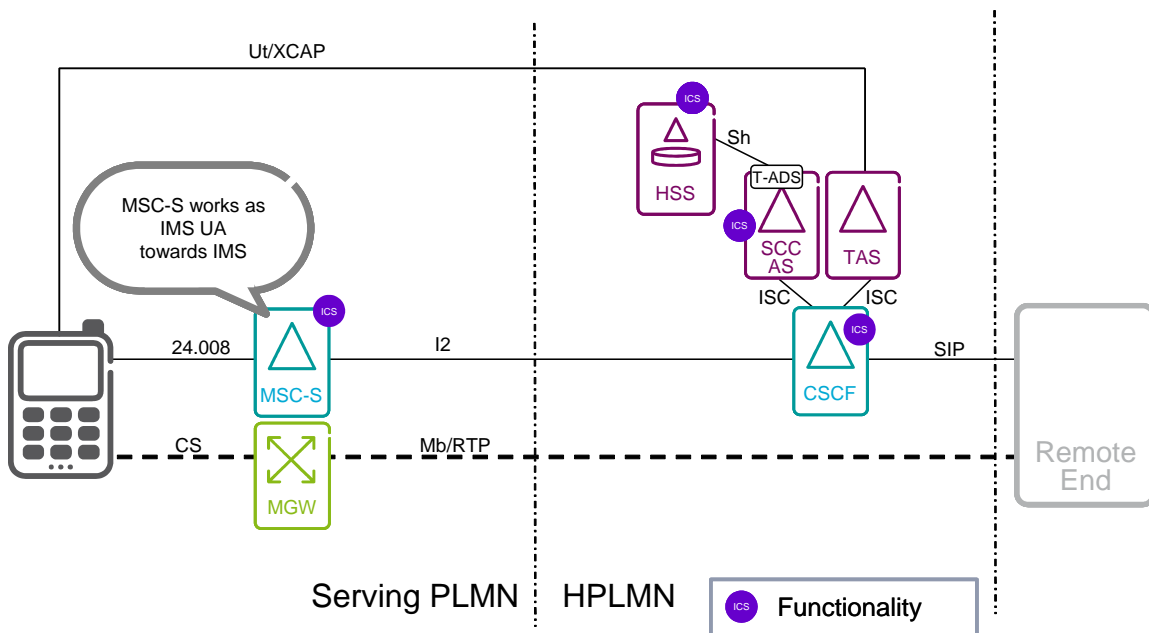 Ut/XCAP
ICS
Sh
T-ADS
HSS
MSC-S works as
IMS UA
towards IMS
ICS
SCC
AS
TAS
ISC
ISC
ICS
ICS
24.008
I2
SIP
MSC-S
CSCF
CS
Mb/RTP
Remote
End
MGW
Serving PLMN
HPLMN
ICS
Functionality